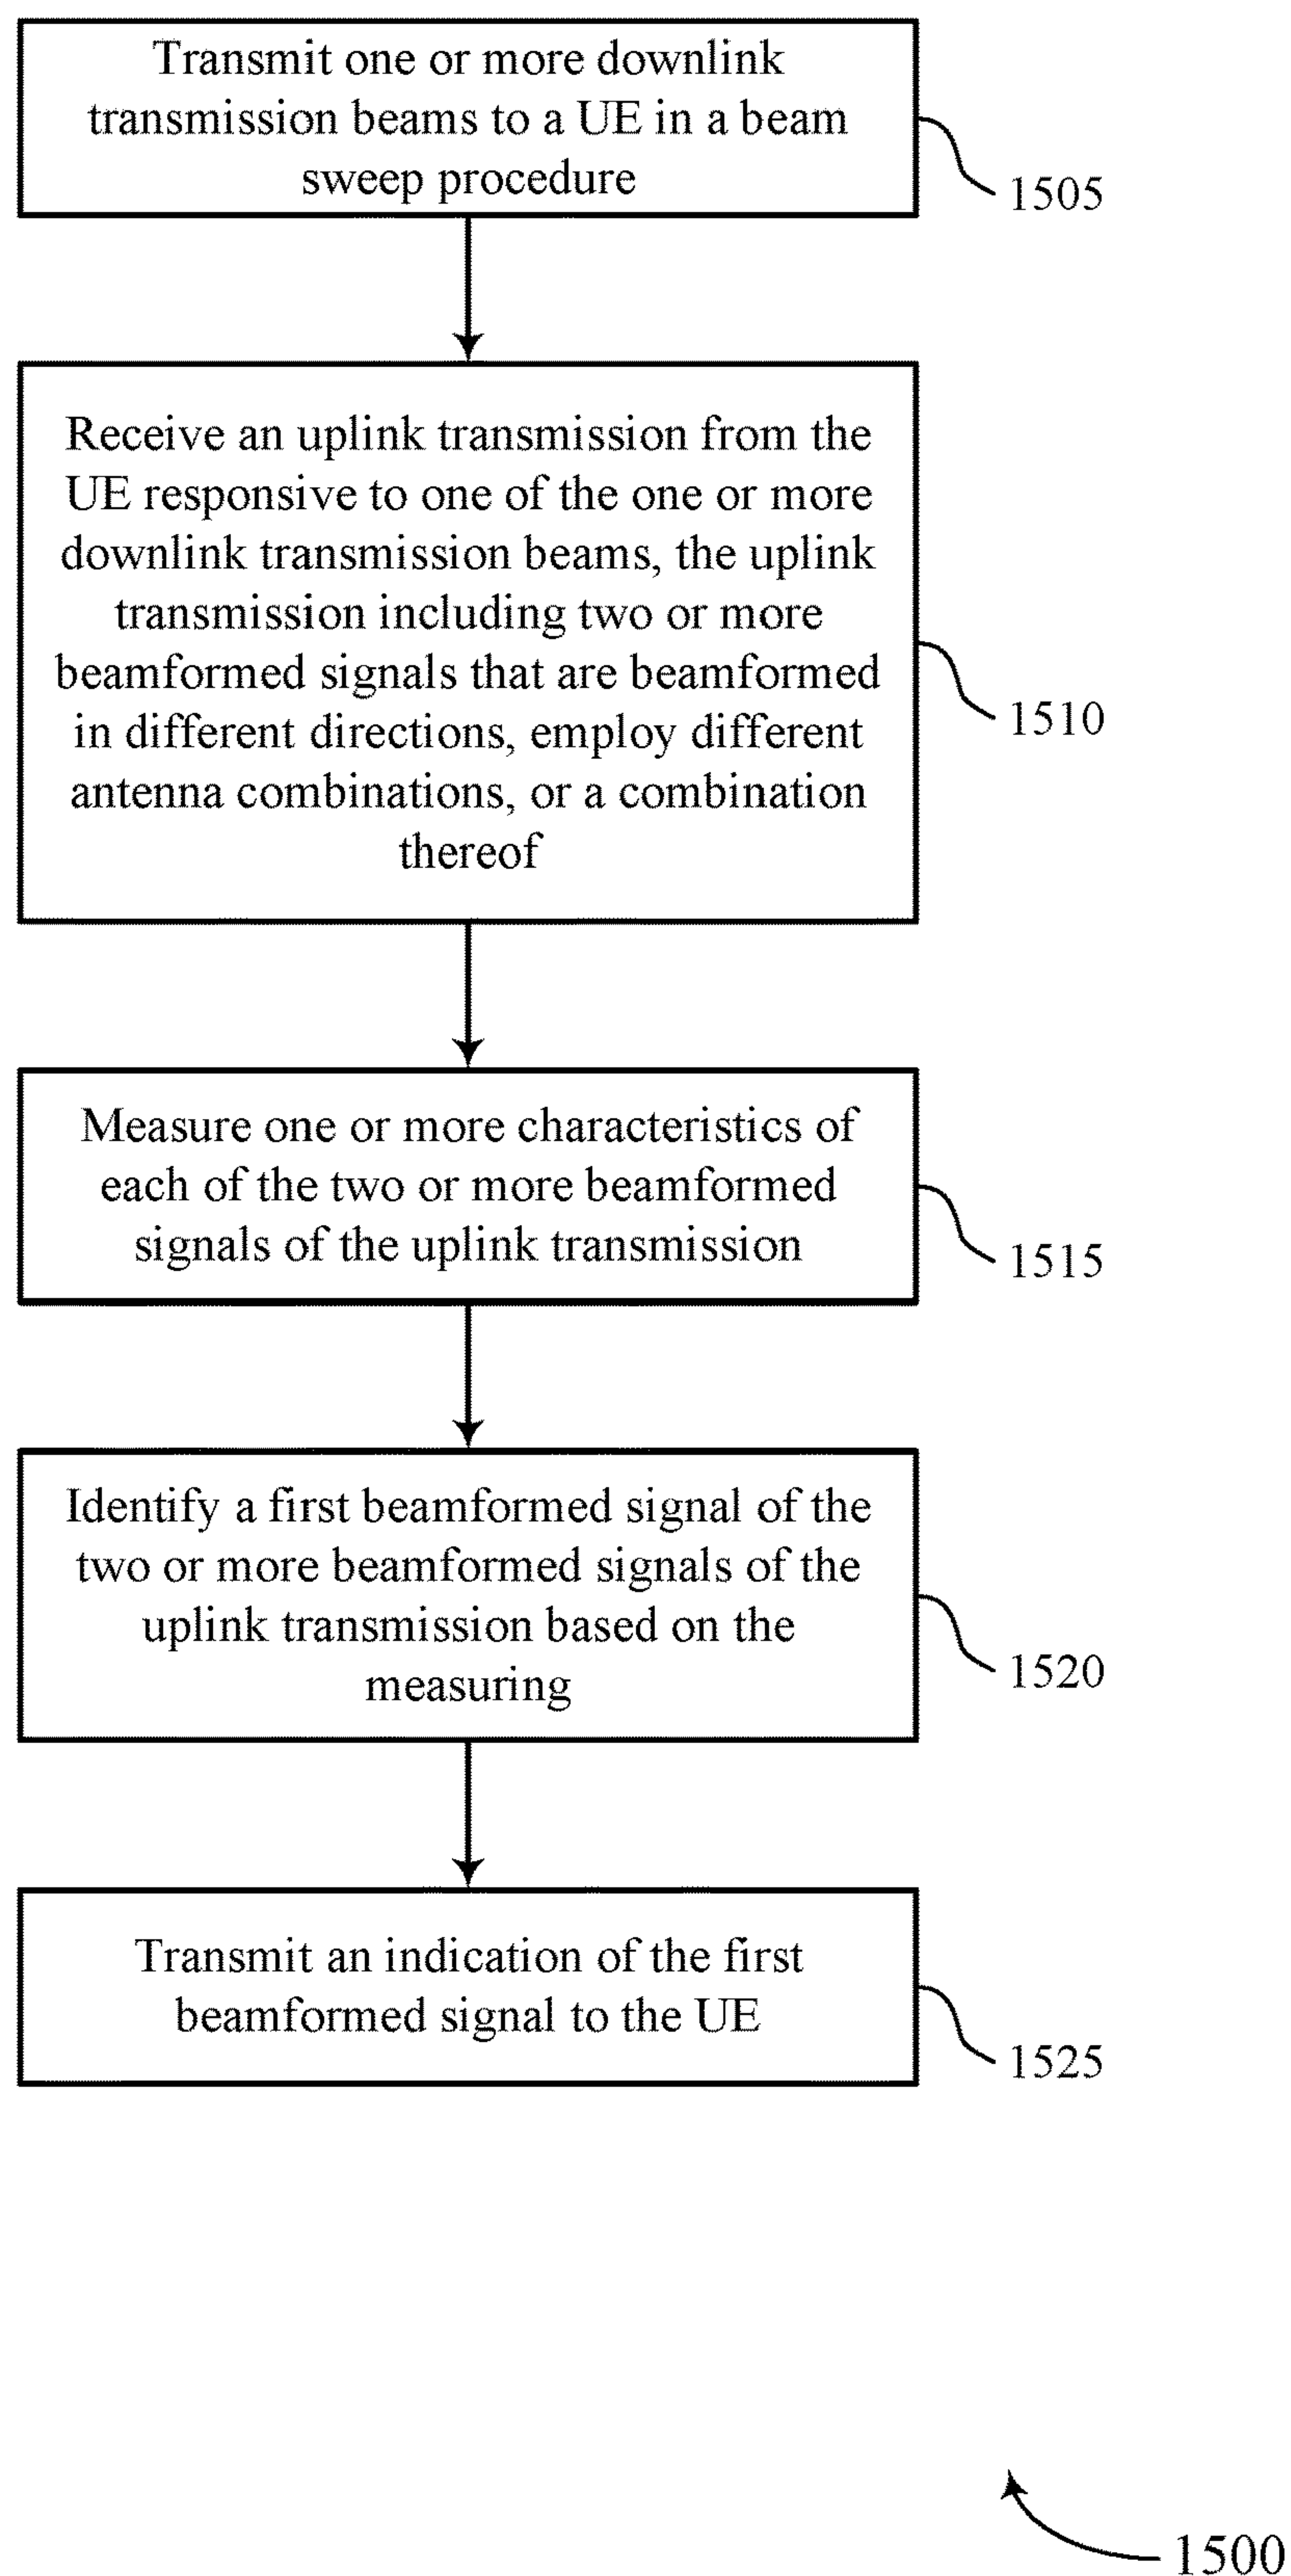 Transmit one or more downlink
transmission beams to a UE in a beam
sweep procedure
1505
Receive an uplink transmission from the
UE responsive to one of the one or more
downlink transmission beams, the uplink
transmission including two or more
beamformed signals that are beamformed
in different directions, employ different
antenna combinations, or a combination
thereof
1510
Measure one or more characteristics of
each of the two or more beamformed
signals of the uplink transmission
1515
Identify a first beamformed signal of the
two or more beamformed signals of the
uplink transmission based on the
measuring
1520
Transmit an indication of the first
beamformed signal to the UE
1525
1500